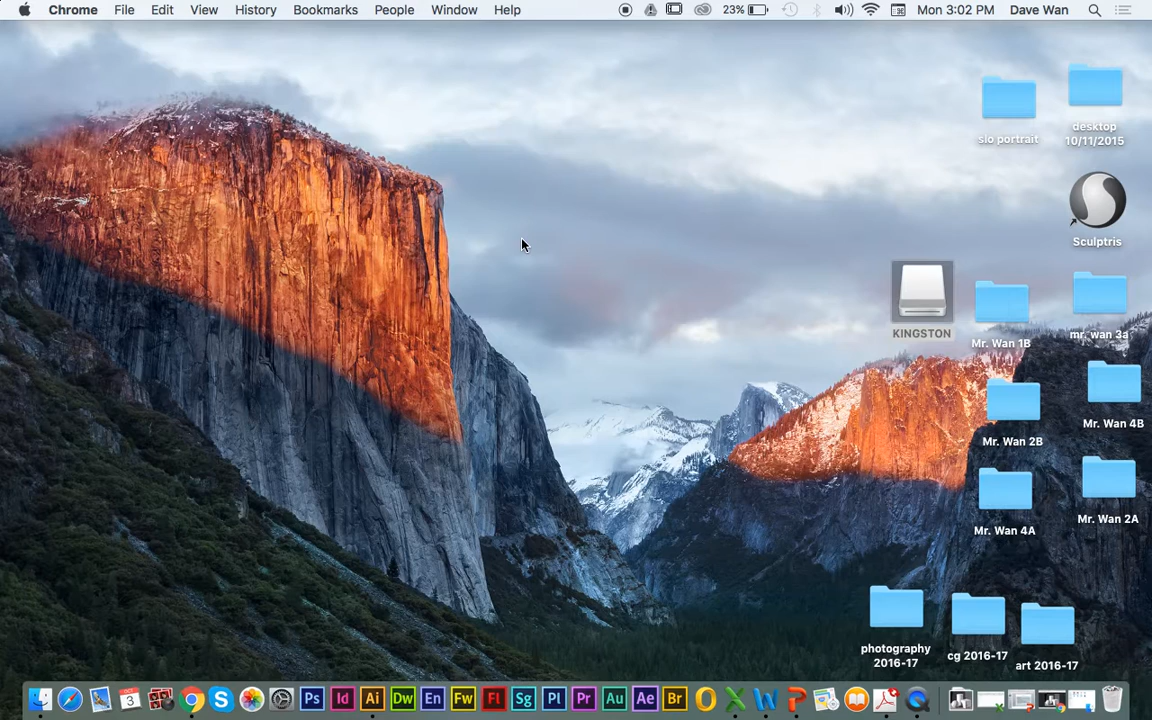 Chrome File Edit View History Bookmarks People Window Help 23% Mon 3:02 PM Dave Wan
sio portrait
desktop
10/11/2015
Sculptris
KINGSTON
Mr. Wan 1B
mr. wan 3a
Mr. Wan 2B
Mr. Wan 4B
Mr. Wan 4A
Mr. Wan 2A
photography
2016-17
cg 2016-17
art 2016-17
3 S Ps Id Ai Dw En Fw Fl Sg Pl Pr Au Ae Br O X W P